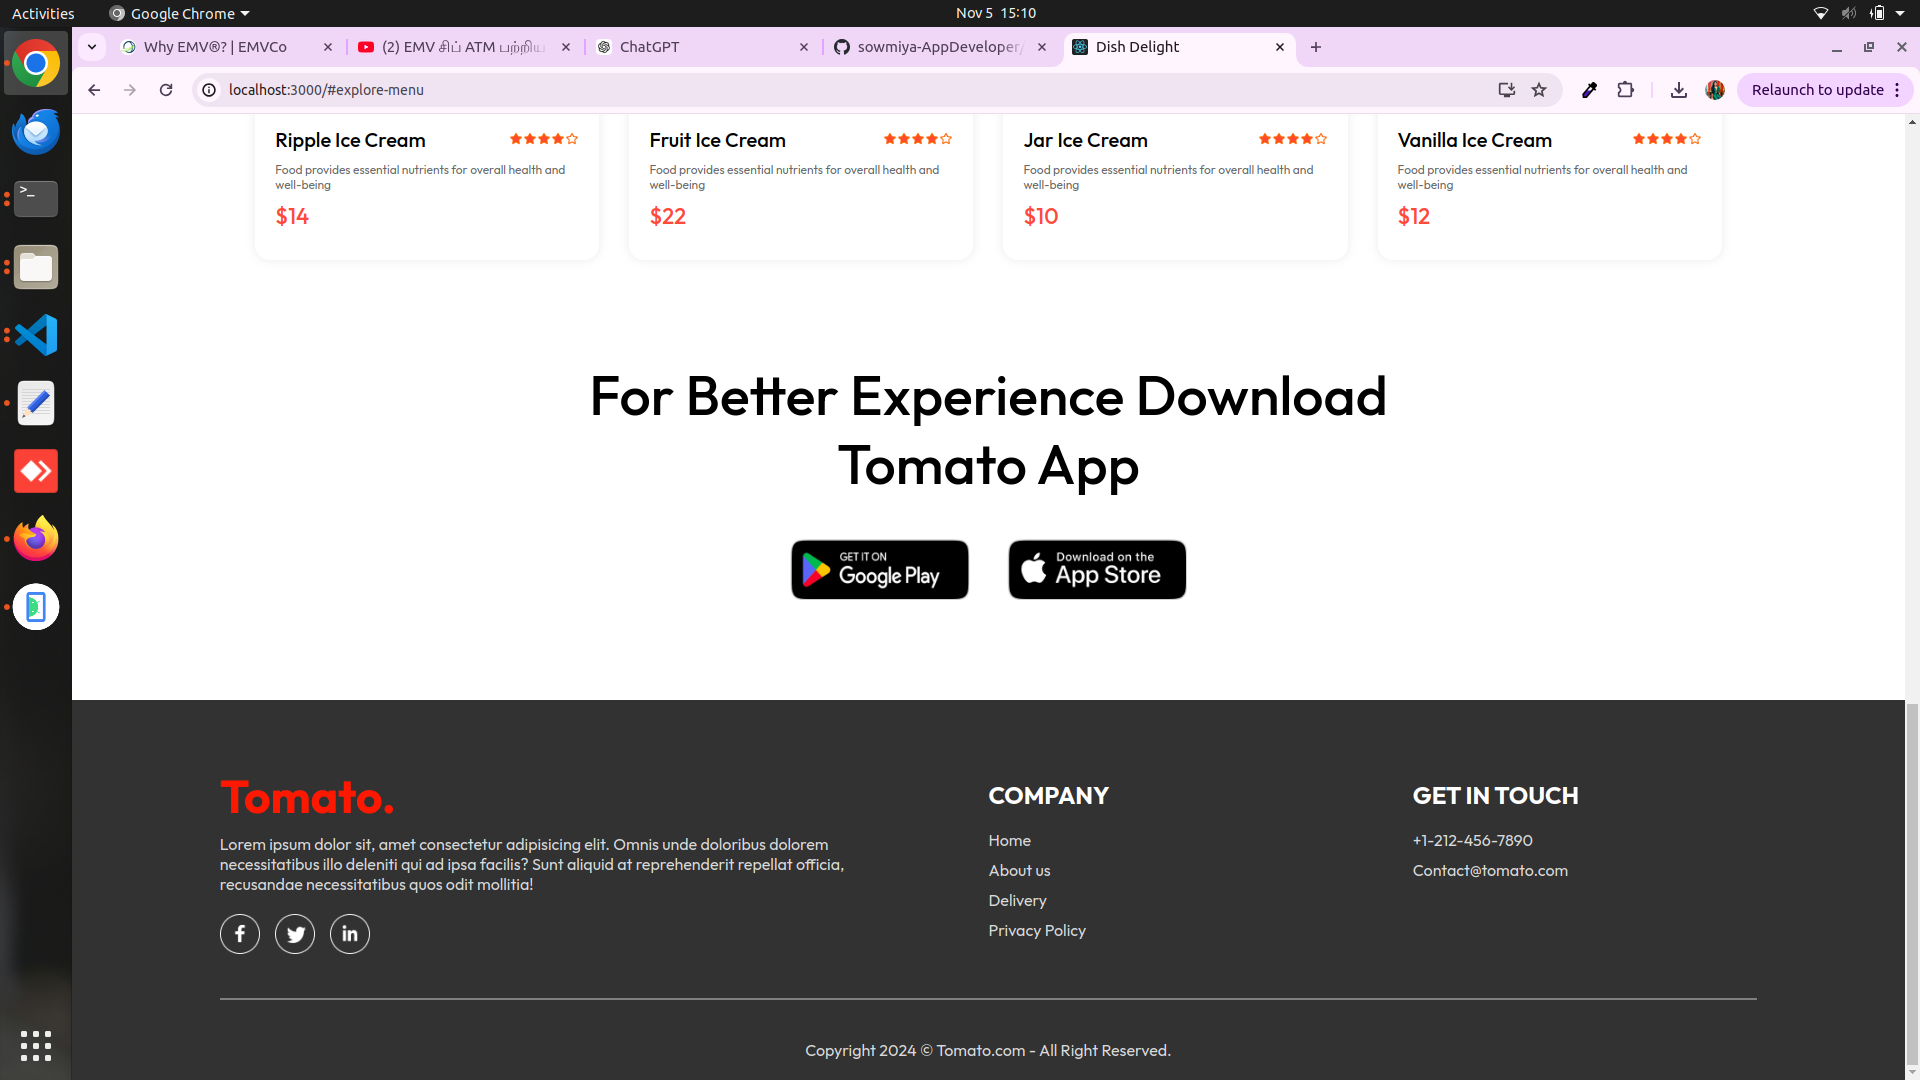 Activities
Google Chrome
Nov 5 15:10
Why EMV®? | EMVCo
(2) EMV சிப் ATM பற்றிய
ChatGPT
sowmiya-AppDeveloper/
Dish Delight
localhost:3000/#explore-menu
Relaunch to update
Ripple Ice Cream
Food provides essential nutrients for overall health and
well-being
$14
Fruit Ice Cream
Food provides essential nutrients for overall health and
well-being
$22
Jar Ice Cream
Food provides essential nutrients for overall health and
well-being
$10
Vanilla Ice Cream
Food provides essential nutrients for overall health and
well-being
$12
For Better Experience Download
Tomato App
GET IT ON
Google Play
Download on the
App Store
Tomato.
Lorem ipsum dolor sit, amet consectetur adipisicing elit. Omnis unde doloribus dolorem
necessitatibus illo deleniti qui ad ipsa facilis? Sunt aliquid at reprehenderit repellat officia,
recusandae necessitatibus quos odit mollitia!
COMPANY
Home
About us
Delivery
Privacy Policy
GET IN TOUCH
+1-212-456-7890
Contact@tomato.com
Copyright 2024 © Tomato.com - All Right Reserved.